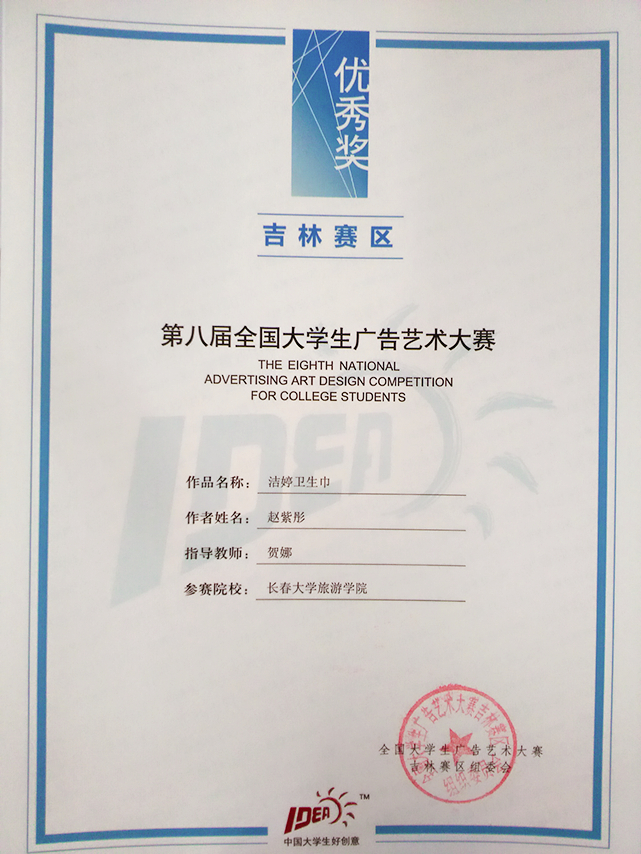 优秀奖
吉林赛区
第八届全国大学生广告艺术大赛
THE EIGHTH NATIONAL
ADVERTISING ART DESIGN COMPETITION
FOR COLLEGE STUDENTS
IDEA
作品名称：洁婷卫生巾
作者姓名：赵紫彤
指导教师：贺娜
参赛院校：长春大学旅游学院
全国大学生广告艺术大赛
吉林赛区组委会
IDEA TM
中国大学生好创意